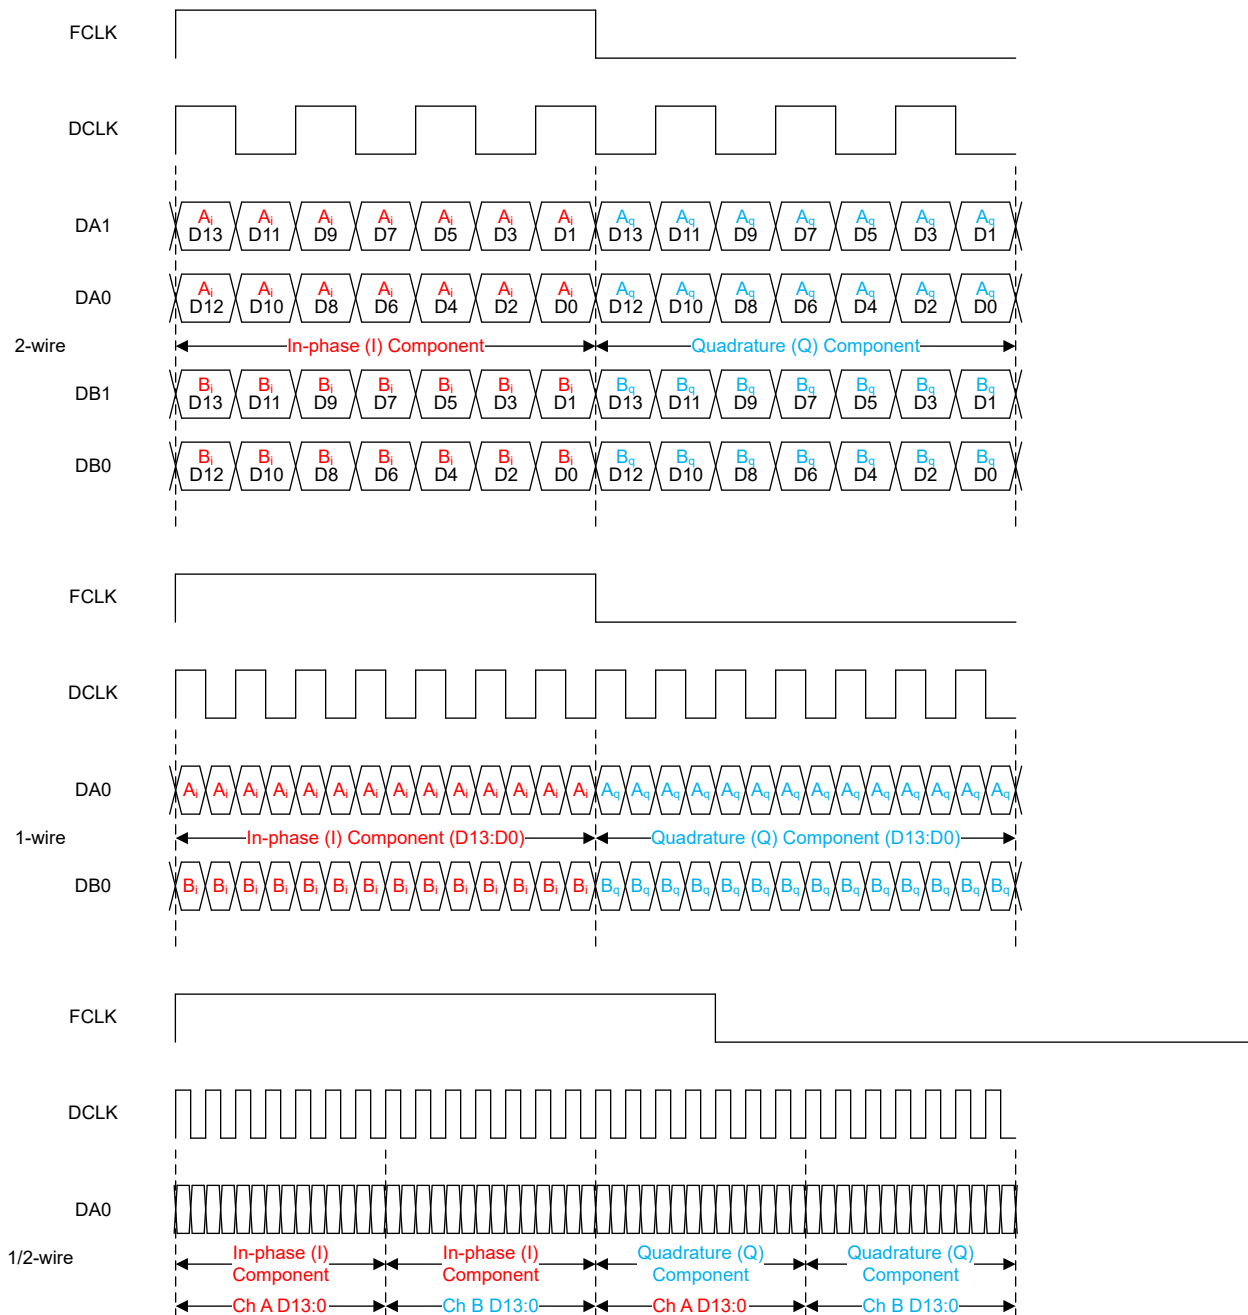 FCLK
DCLK
DA1 Ai Ai Ai Ai Ai Ai Ai Aq Aq Aq Aq Aq Aq Aq
D13 D11 D9 D7 D5 D3 D1 D13 D11 D9 D7 D5 D3 D1
DA0 Ai Ai Ai Ai Ai Ai Ai Aq Aq Aq Aq Aq Aq Aq
D12 D10 D8 D6 D4 D2 D0 D12 D10 D8 D6 D4 D2 D0
2-wire In-phase (I) Component Quadrature (Q) Component
DB1 Bi Bi Bi Bi Bi Bi Bi Bq Bq Bq Bq Bq Bq Bq
D13 D11 D9 D7 D5 D3 D1 D13 D11 D9 D7 D5 D3 D1
DB0 Bi Bi Bi Bi Bi Bi Bi Bq Bq Bq Bq Bq Bq Bq
D12 D10 D8 D6 D4 D2 D0 D12 D10 D8 D6 D4 D2 D0
FCLK
DCLK
DA0 Ai Ai Ai Ai Ai Ai Ai Ai Ai Ai Ai Ai Ai Ai Aq Aq Aq Aq Aq Aq Aq Aq Aq Aq Aq Aq Aq Aq
1-wire In-phase (I) Component (D13:D0) Quadrature (Q) Component (D13:D0)
DB0 Bi Bi Bi Bi Bi Bi Bi Bi Bi Bi Bi Bi Bi Bi Bq Bq Bq Bq Bq Bq Bq Bq Bq Bq Bq Bq Bq Bq
FCLK
DCLK
DA0
1/2-wire In-phase (I) In-phase (I) Quadrature (Q) Quadrature (Q)
Component Component Component Component
Ch A D13:0 Ch B D13:0 Ch A D13:0 Ch B D13:0